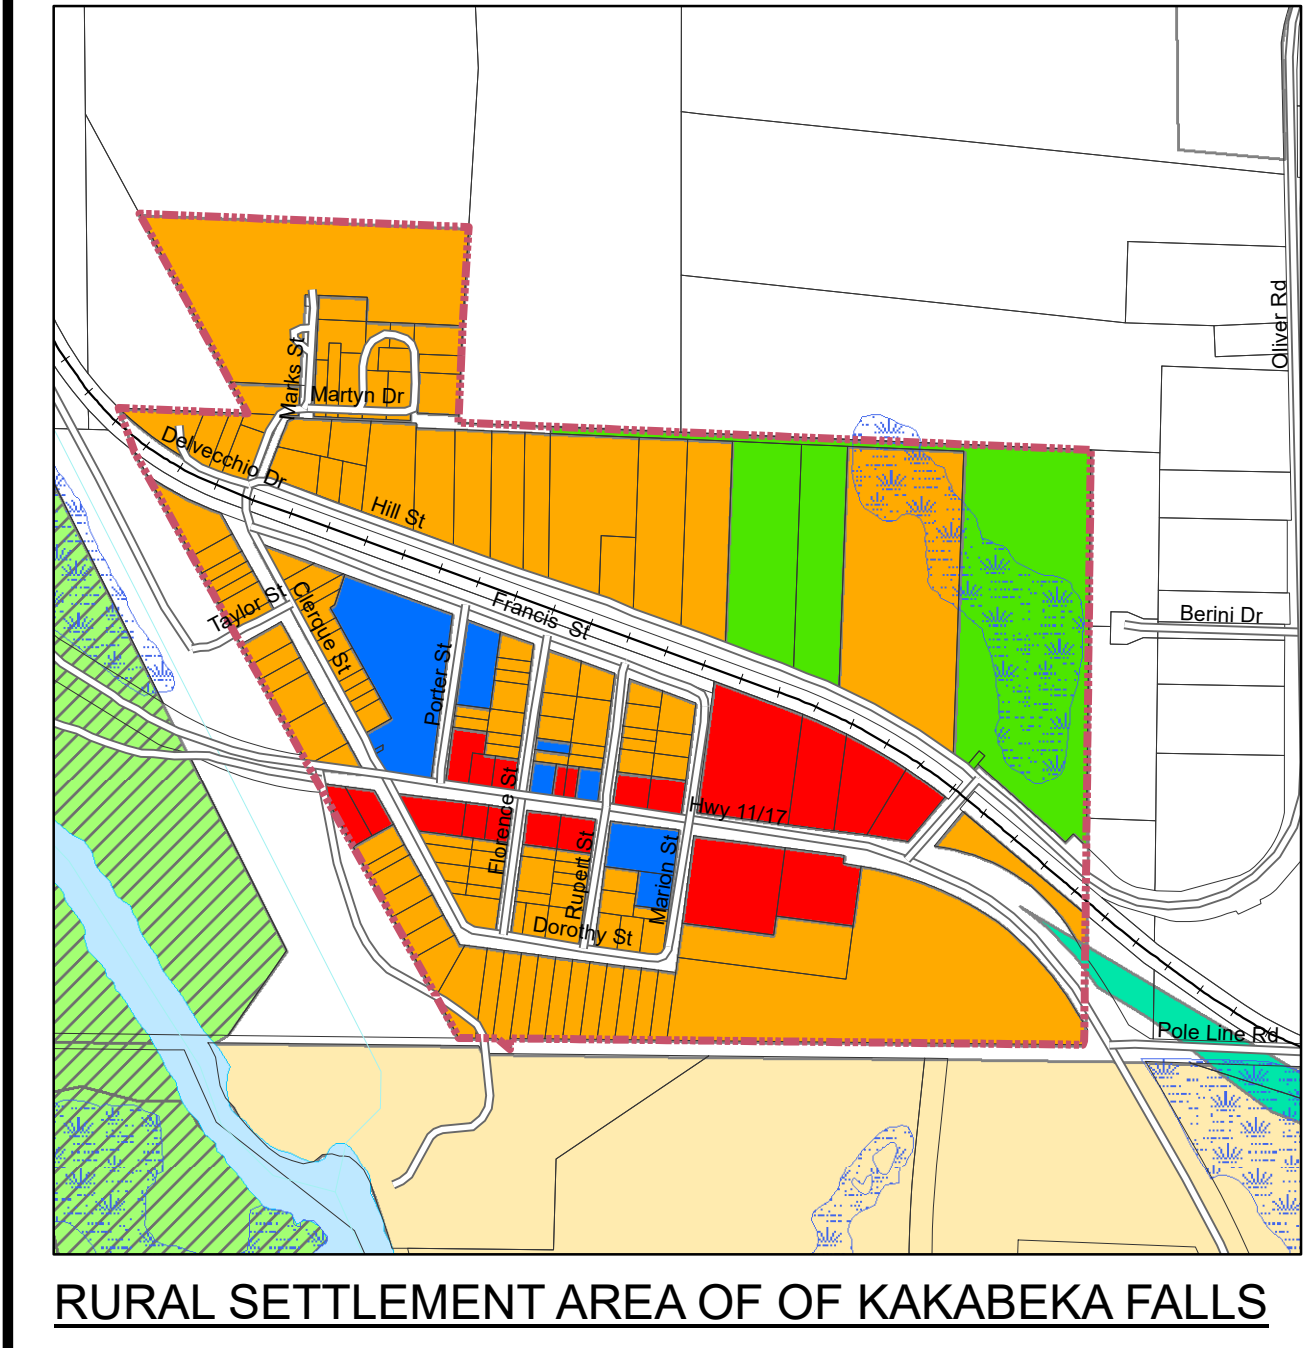 Oliver Rd
Marks St
Martyn Dr
Delvecchio Dr
Hill St
Francis St
Taylor St
Clerque St
Berini Dr
Porter St
Hwy 11/17
Florence St
Rupert St
Marion St
Dorothy St
Pole Line Rd
RURAL SETTLEMENT AREA OF OF KAKABEKA FALLS